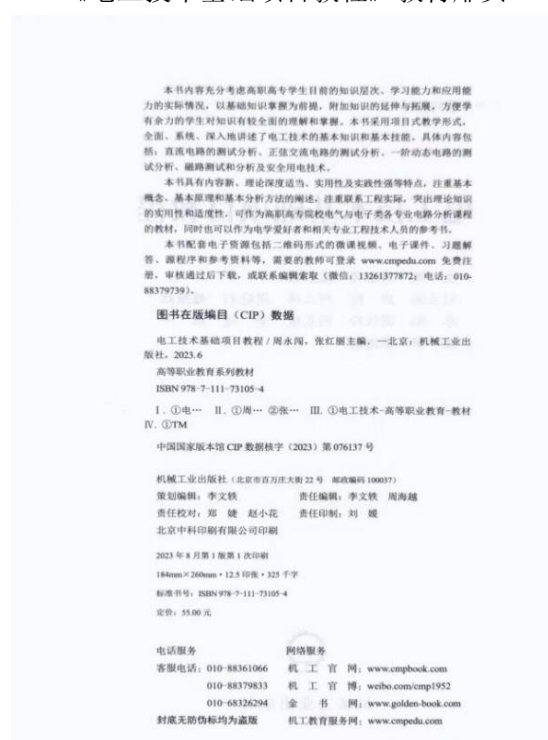 本书内容充分考虑高职高专学生目前的知识层次、学习能力和应用能
力的实际情况，以基础知识掌握为前提，附加知识的延伸与拓展，方便学
有余力的学生对知识有较全面的理解和掌握。本书采用项目式教学形式，
全面、系统、深入地讲述了电工技术的基本知识和基本技能，具体内容包
括：直流电路的测试分析、正弦交流电路的测试分析、一阶动态电路的测
试分析、磁路测试和分析及安全用电技术。
本书具有内容新、理论深度适当、实用性及实践性强等特点，注重基本
概念、基本原理和基本分析方法的阐述，注重联系工程实际，突出理论知识
的实用性和适度性，可作为高职高专院校电气与电子类各专业电路分析课程
的教材，同时也可以作为电学爱好者和相关专业工程技术人员的参考书。
本书配套电子资源包括二维码形式的微课视频、电子课件、习题解
答、源程序和参考资料等，需要的教师可登录 www.cmpedu.com 免费注
册，审核通过后下载，或联系编辑索取（微信：13261377872；电话：010-
88379739）。
图书在版编目（CIP）数据
电工技术基础项目教程/周永闯，张红丽主编. —北京：机械工业出
版社，2023.6
高等职业教育系列教材
ISBN 978-7-111-73105-4
Ⅰ. ①电… Ⅱ. ①周… ②张… Ⅲ. ①电工技术-高等职业教育-教材
Ⅳ. ①TM
中国国家版本馆 CIP 数据核字（2023）第 076137 号
机械工业出版社（北京市百万庄大街 22 号 邮政编码 100037）
策划编辑：李文轶 责任编辑：李文轶 周海越
责任校对：郑 婕 赵小花 责任印制：刘 媛
北京中科印刷有限公司印刷
2023 年 8 月第 1 版第 1 次印刷
184mm×260mm·12.5 印张·325 千字
标准书号：ISBN 978-7-111-73105-4
定价：55.00 元
电话服务 网络服务
客服电话：010-88361066 机 工 官 网：www.cmpbook.com
010-88379833 机 工 官 博：weibo.com/cmp1952
010-68326294 金 书 网：www.golden-book.com
封底无防伪标均为盗版 机工教育服务网：www.cmpedu.com